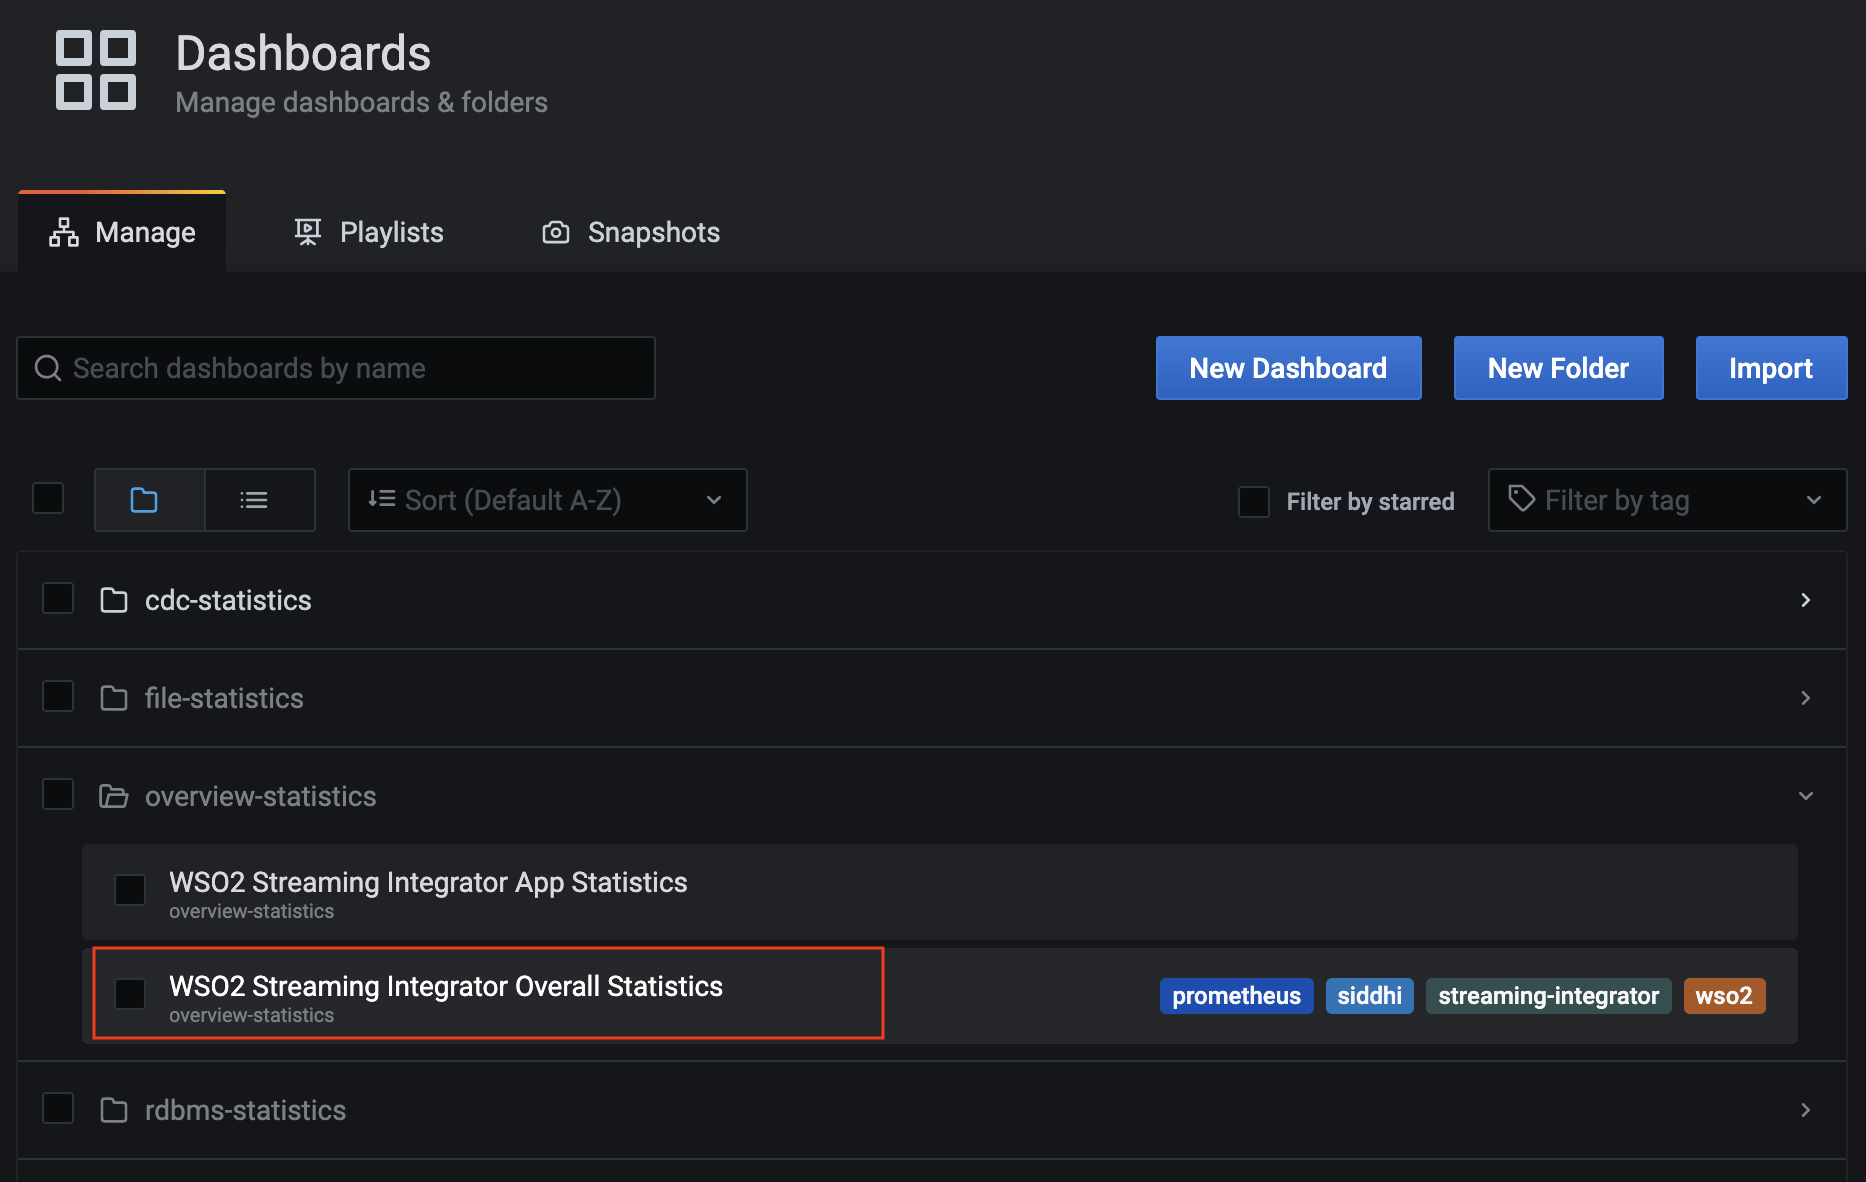 Dashboards
Manage dashboards & folders
Manage
Playlists
Snapshots
Search dashboards by name
New Dashboard
New Folder
Import
Sort (Default A-Z)
Filter by starred
Filter by tag
cdc-statistics
file-statistics
overview-statistics
WSO2 Streaming Integrator App Statistics
overview-statistics
WSO2 Streaming Integrator Overall Statistics
overview-statistics
prometheus
siddhi
streaming-integrator
wso2
rdbms-statistics